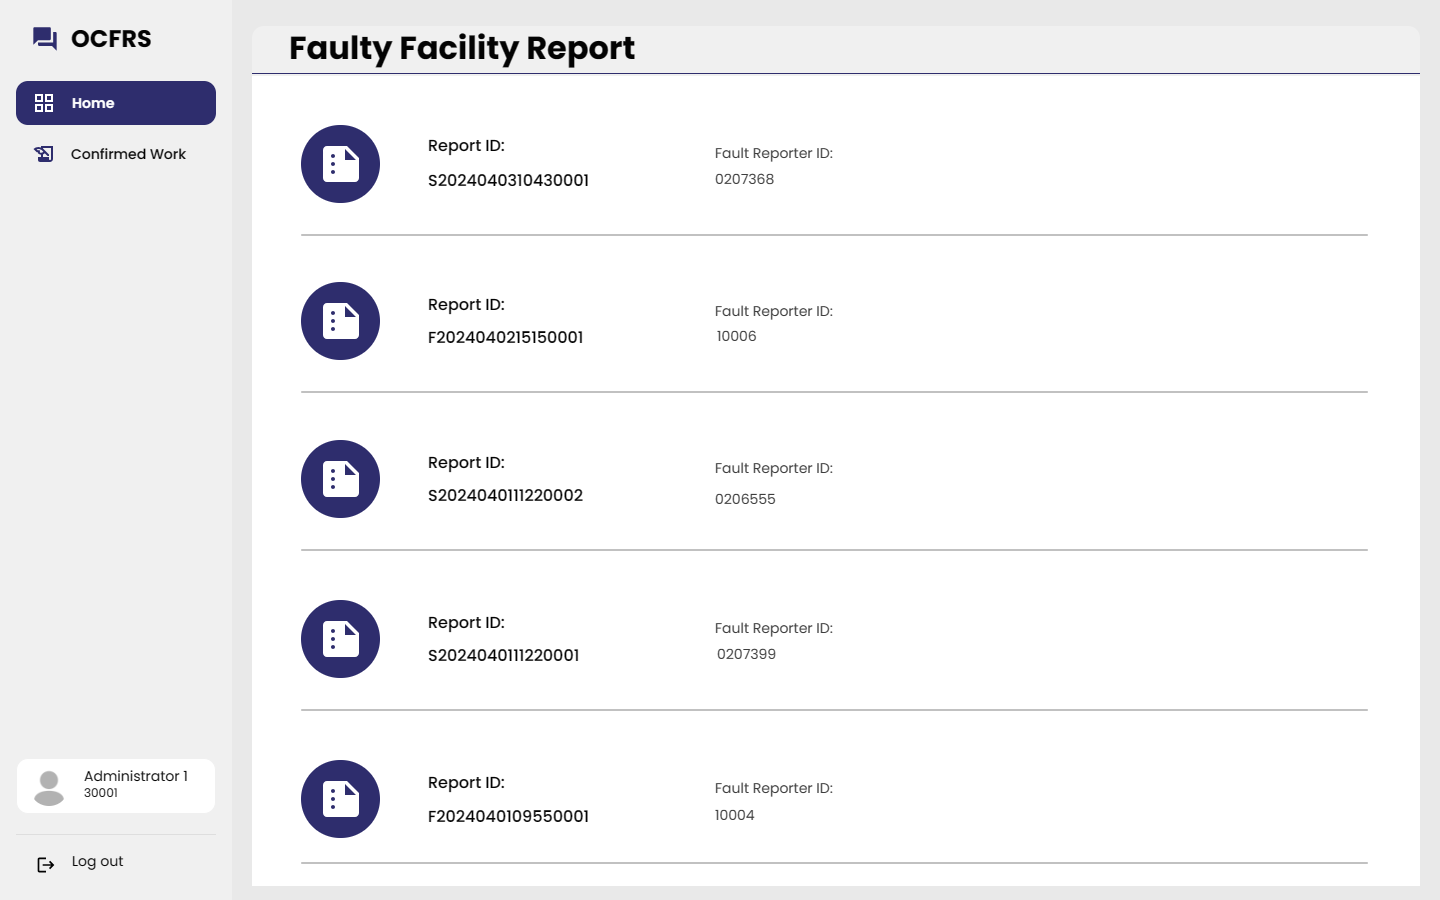 OCFRS
Home
Confirmed Work
Administrator 1
30001
Log out
Faulty Facility Report
Report ID:
S2024040310430001
Fault Reporter ID:
0207368
Report ID:
F2024040215150001
Fault Reporter ID:
10006
Report ID:
S2024040111220002
Fault Reporter ID:
0206555
Report ID:
S2024040111220001
Fault Reporter ID:
0207399
Report ID:
F2024040109550001
Fault Reporter ID:
10004